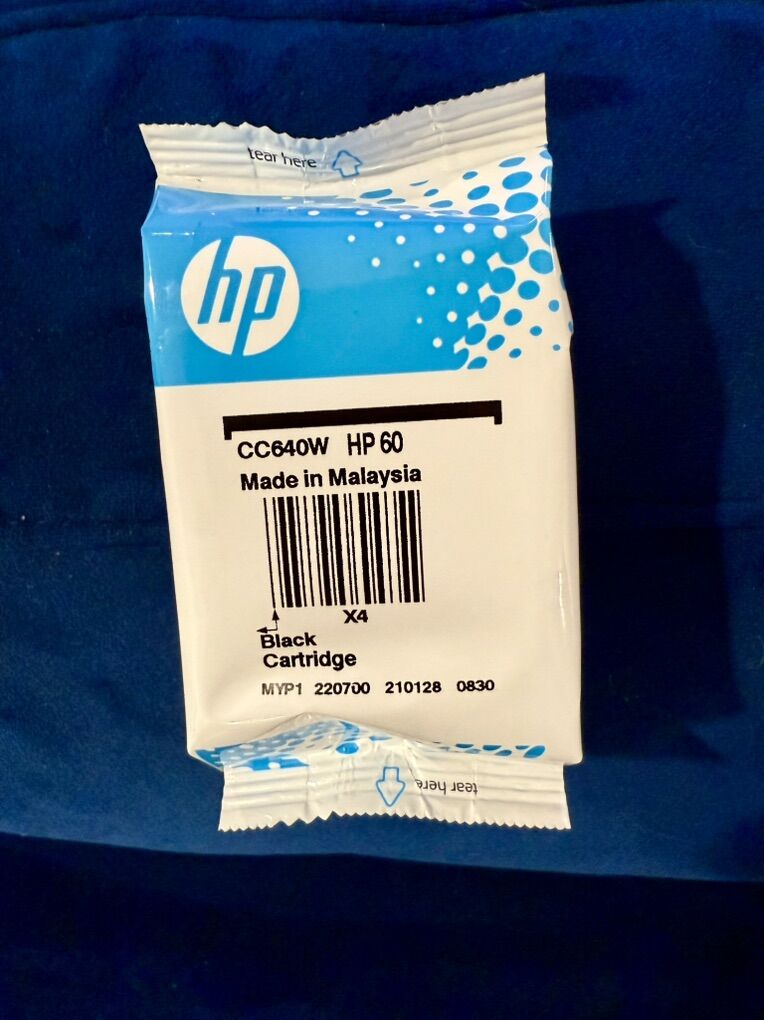 tear here
hp
CC640W HP 60
Made in Malaysia
X4
Black
Cartridge
MYP1 220700 210128 0830
tear here